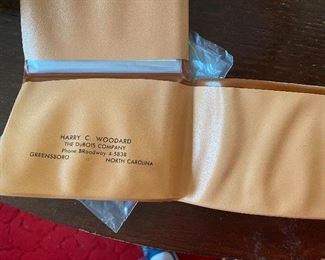 HARRY C. WOODARD
THE DuBOIS COMPANY
Phone BRoadway 4-5838
GREENSBORO NORTH CAROLINA